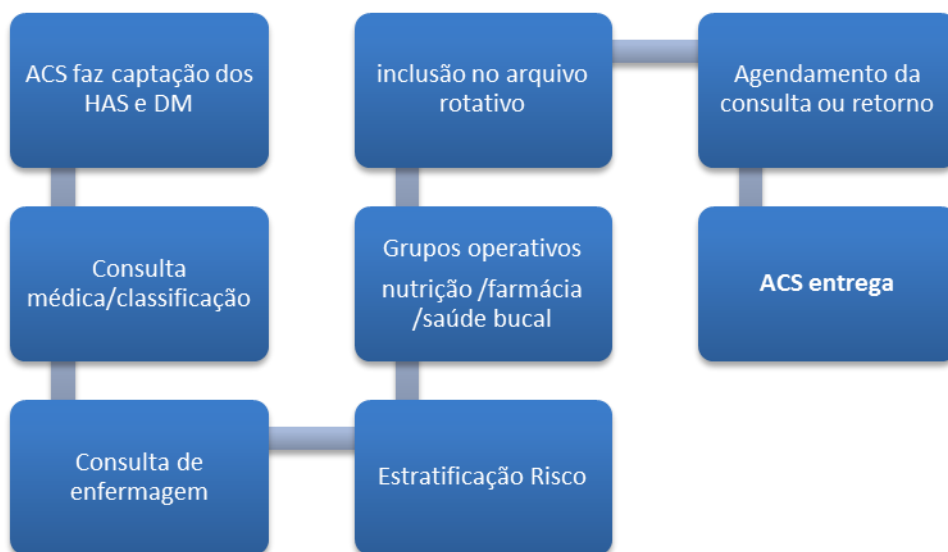 ACS faz captação dos
HAS e DM
Consulta
médica/classificação
Consulta de
enfermagem
Estratificação Risco
Grupos operativos
nutrição /farmácia
/saúde bucal
inclusão no arquivo
rotativo
Agendamento da
consulta ou retorno
ACS entrega